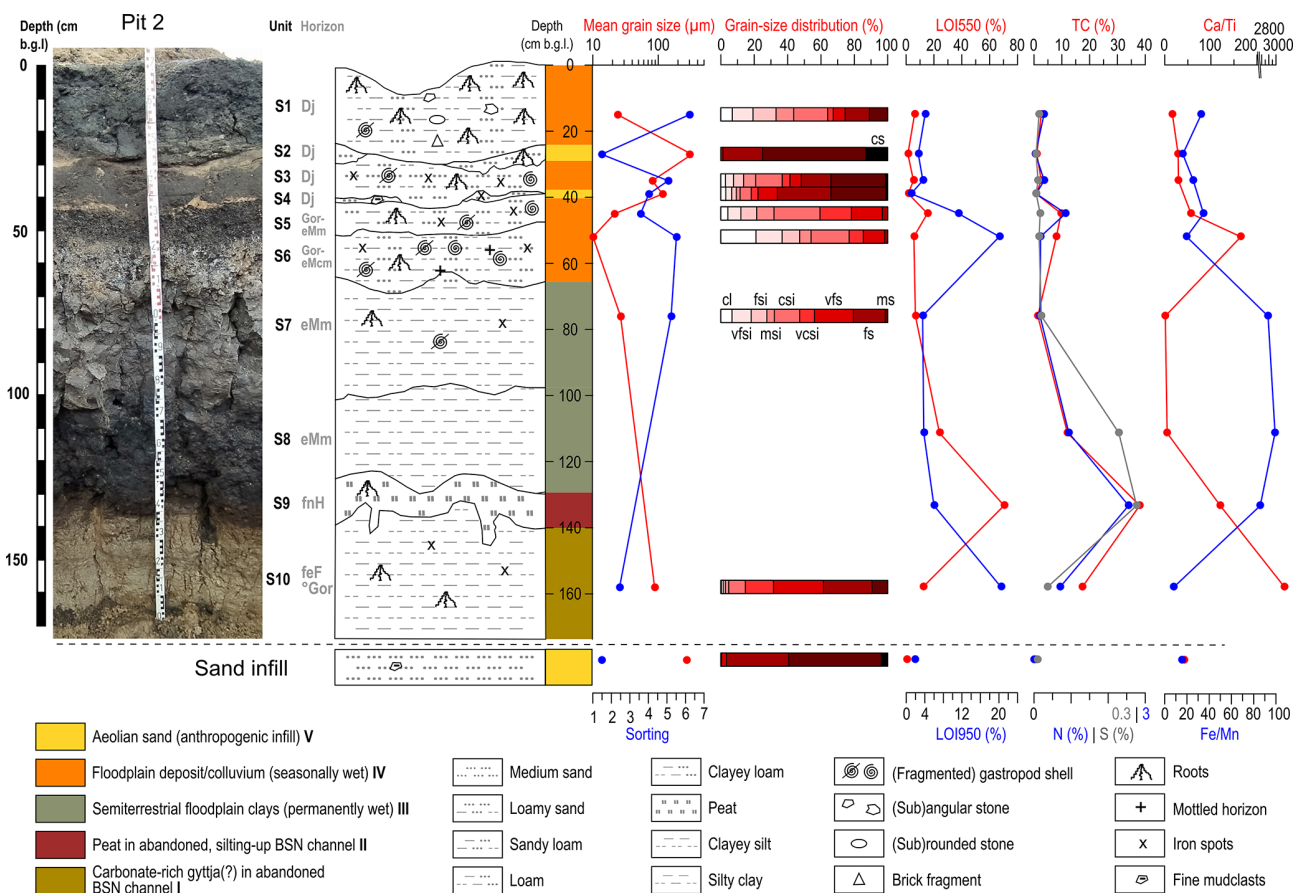 Pit 2
Depth (cm b.g.l.)
Unit Horizon
Depth (cm b.g.l.)
Mean grain size (µm)
10 100
Grain-size distribution (%)
0 20 40 60 80 100
LOI550 (%)
0 20 40 60 80
TC (%)
0 10 20 30 40
Ca/Ti
0 100 200 2800 3000
0
50
100
150
0
20
40
60
80
100
120
140
160
S1 Dj
S2 Dj
S3 Dj
S4 Dj
S5 Gor-eMm
S6 Gor-eMcm
S7 eMm
S8 eMm
S9 fnH
S10 feF °Gor
cs
cl fsi csi vfs ms
vfsi msi vcsi fs
Sand infill
1 2 3 4 5 6 7
Sorting
0 4 12 20
LOI950 (%)
0 0.3 | 3
N (%) | S (%)
0 20 40 60 80 100
Fe/Mn
Aeolian sand (anthropogenic infill) V
Floodplain deposit/colluvium (seasonally wet) IV
Semiterrestrial floodplain clays (permanently wet) III
Peat in abandoned, silting-up BSN channel II
Carbonate-rich gyttja(?) in abandoned
BSN channel I
Medium sand
Loamy sand
Sandy loam
Loam
Clayey loam
Peat
Clayey silt
Silty clay
(Fragmented) gastropod shell
(Sub)angular stone
(Sub)rounded stone
Brick fragment
Roots
Mottled horizon
Iron spots
Fine mudclasts